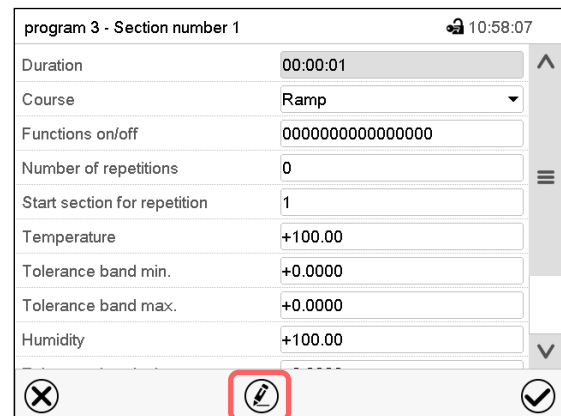 program 3 - Section number 1 10:58:07
Duration 00:00:01
Course Ramp
Functions on/off 0000000000000000
Number of repetitions 0
Start section for repetition 1
Temperature +100.00
Tolerance band min. +0.0000
Tolerance band max. +0.0000
Humidity +100.00